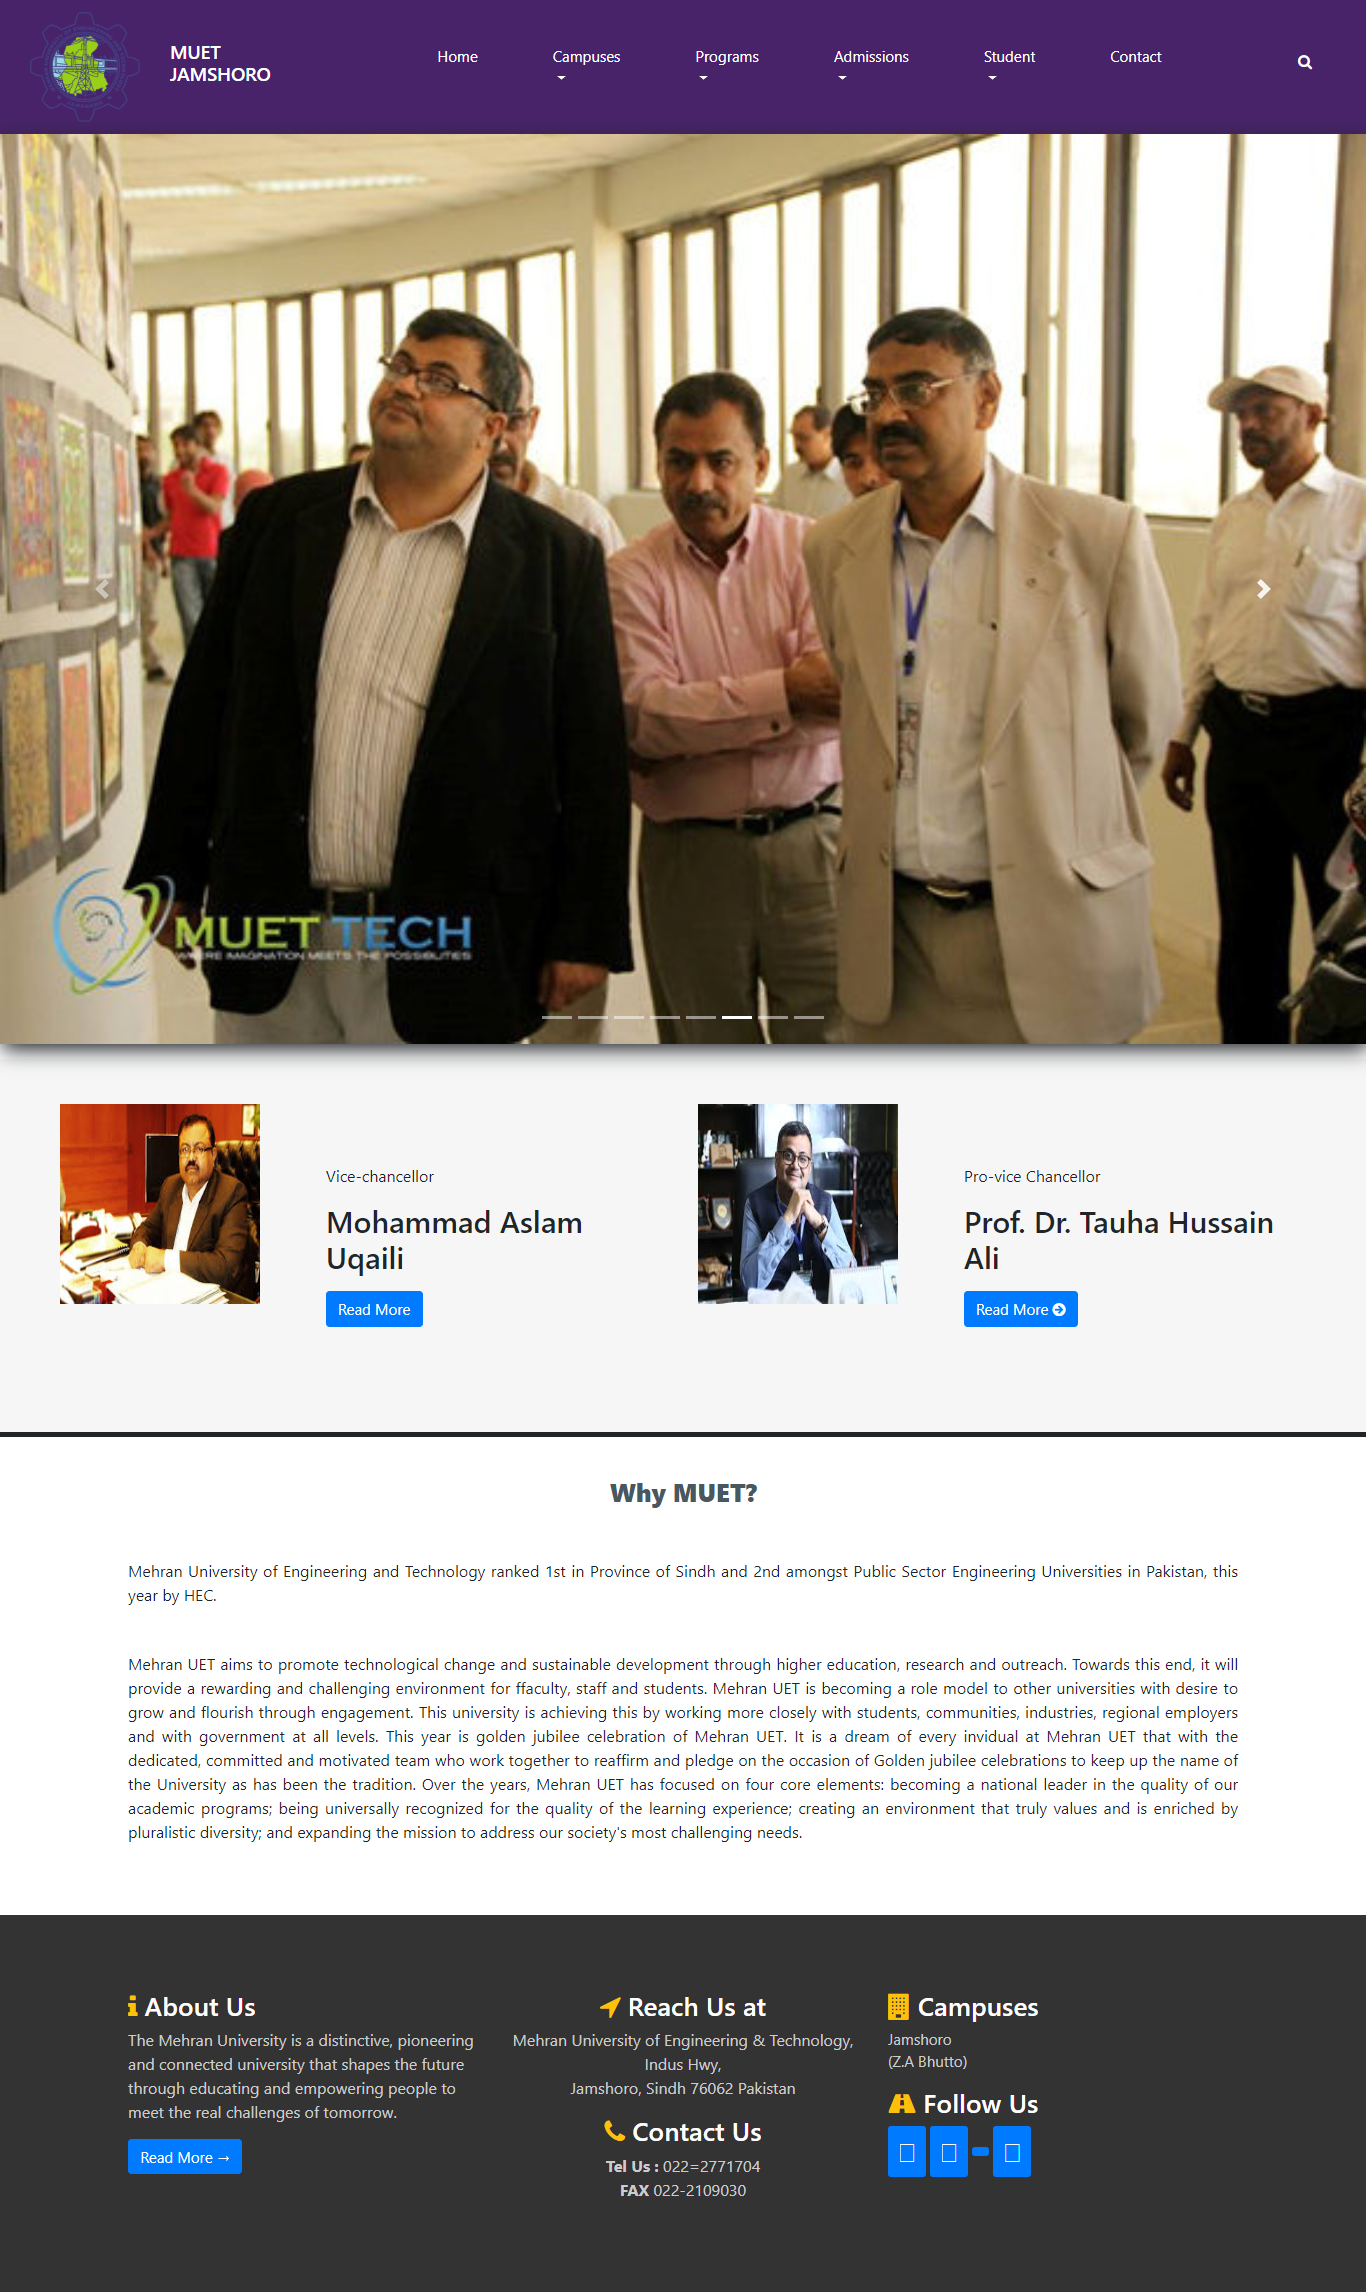 MUET
JAMSHORO
Home
Campuses
Programs
Admissions
Student
Contact
MUET TECH
WHERE IMAGINATION MEETS THE POSSIBILITIES
Vice-chancellor
Mohammad Aslam
Uqaili
Read More
Pro-vice Chancellor
Prof. Dr. Tauha Hussain
Ali
Read More
Why MUET?
Mehran University of Engineering and Technology ranked 1st in Province of Sindh and 2nd amongst Public Sector Engineering Universities in Pakistan, this
year by HEC.
Mehran UET aims to promote technological change and sustainable development through higher education, research and outreach. Towards this end, it will
provide a rewarding and challenging environment for ffaculty, staff and students. Mehran UET is becoming a role model to other universities with desire to
grow and flourish through engagement. This university is achieving this by working more closely with students, communities, industries, regional employers
and with government at all levels. This year is golden jubilee celebration of Mehran UET. It is a dream of every invidual at Mehran UET that with the
dedicated, committed and motivated team who work together to reaffirm and pledge on the occasion of Golden jubilee celebrations to keep up the name of
the University as has been the tradition. Over the years, Mehran UET has focused on four core elements: becoming a national leader in the quality of our
academic programs; being universally recognized for the quality of the learning experience; creating an environment that truly values and is enriched by
pluralistic diversity; and expanding the mission to address our society's most challenging needs.
About Us
The Mehran University is a distinctive, pioneering
and connected university that shapes the future
through educating and empowering people to
meet the real challenges of tomorrow.
Read More →
Reach Us at
Mehran University of Engineering & Technology,
Indus Hwy,
Jamshoro, Sindh 76062 Pakistan
Contact Us
Tel Us : 022=2771704
FAX 022-2109030
Campuses
Jamshoro
(Z.A Bhutto)
Follow Us